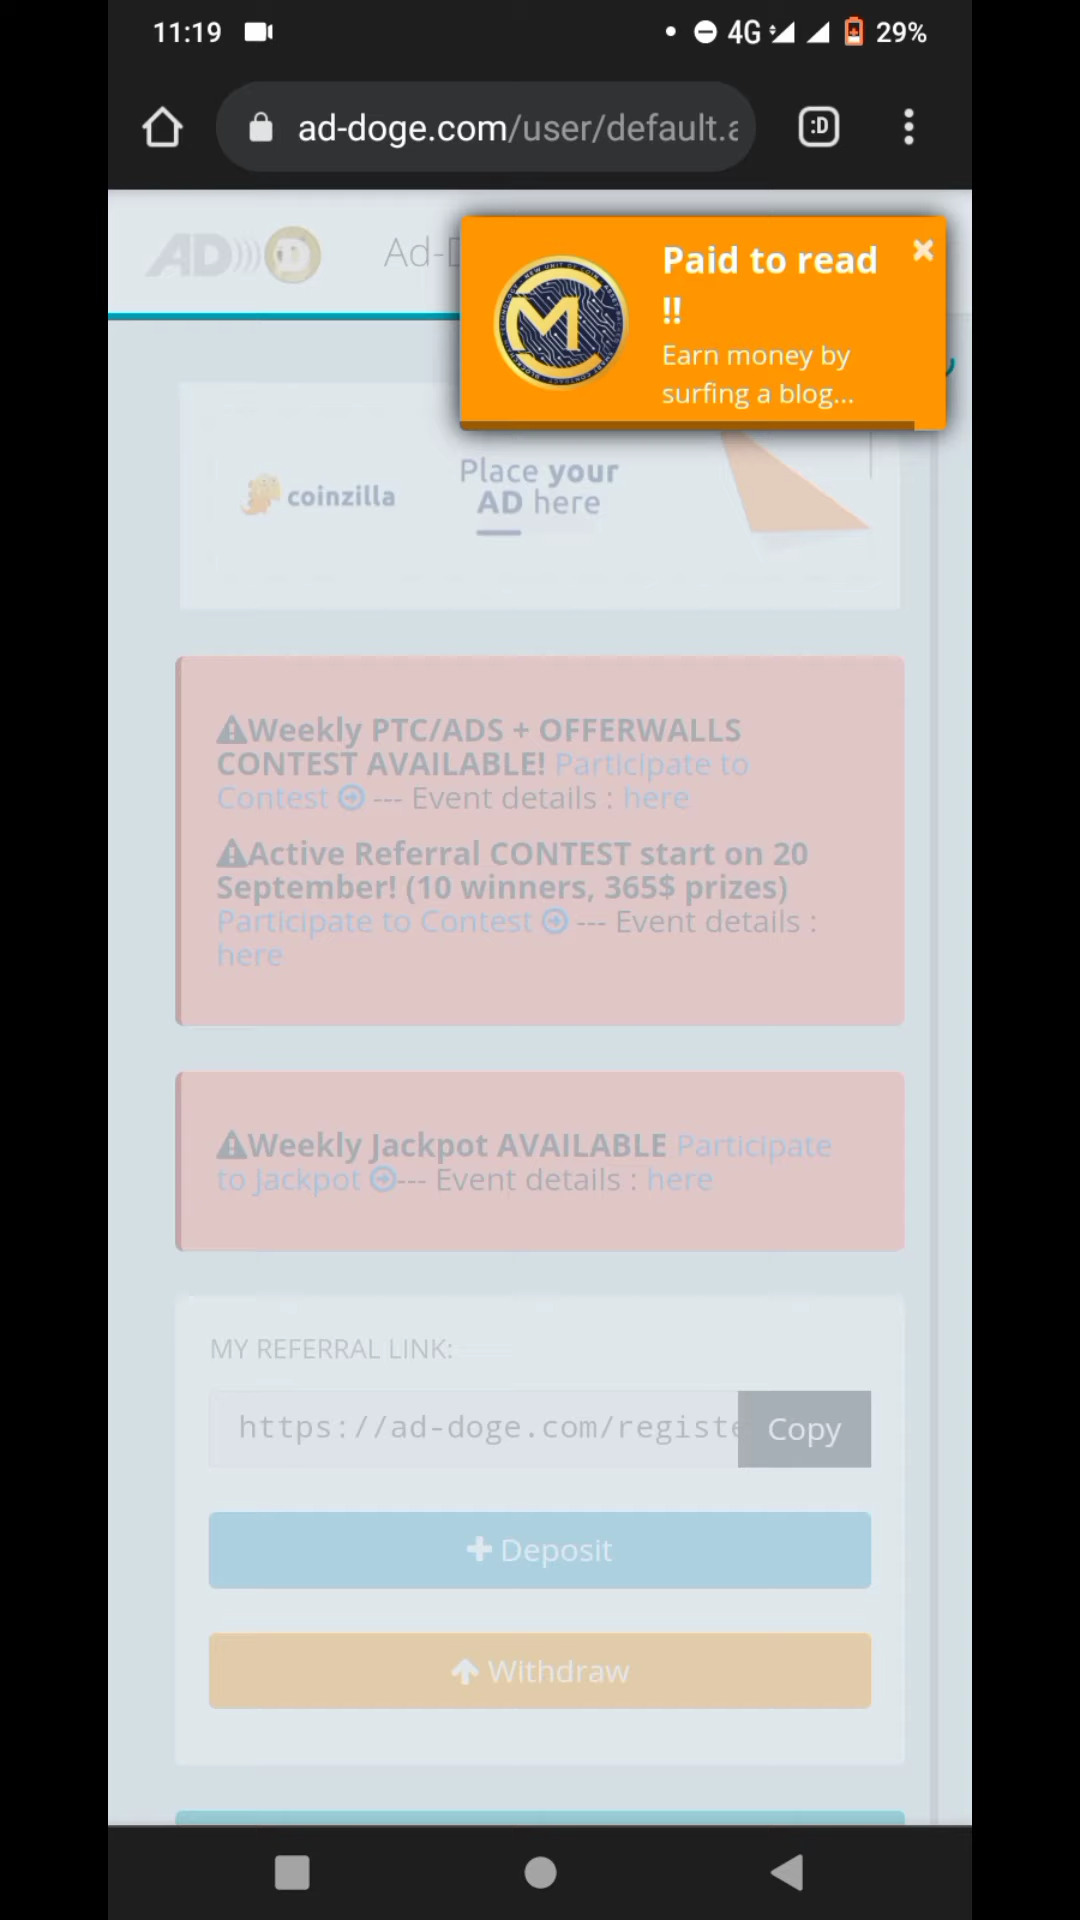 11:19
4G
29%
ad-doge.com/user/default.a
:D
AD
Ad-D
Paid to read
!!
Earn money by
surfing a blog...
×
coinzilla
Place your
AD here
Weekly PTC/ADS + OFFERWALLS
CONTEST AVAILABLE! Participate to
Contest --- Event details : here
Active Referral CONTEST start on 20
September! (10 winners, 365$ prizes)
Participate to Contest --- Event details :
here
Weekly Jackpot AVAILABLE Participate
to Jackpot --- Event details : here
MY REFERRAL LINK:
https://ad-doge.com/registe
Copy
Deposit
Withdraw